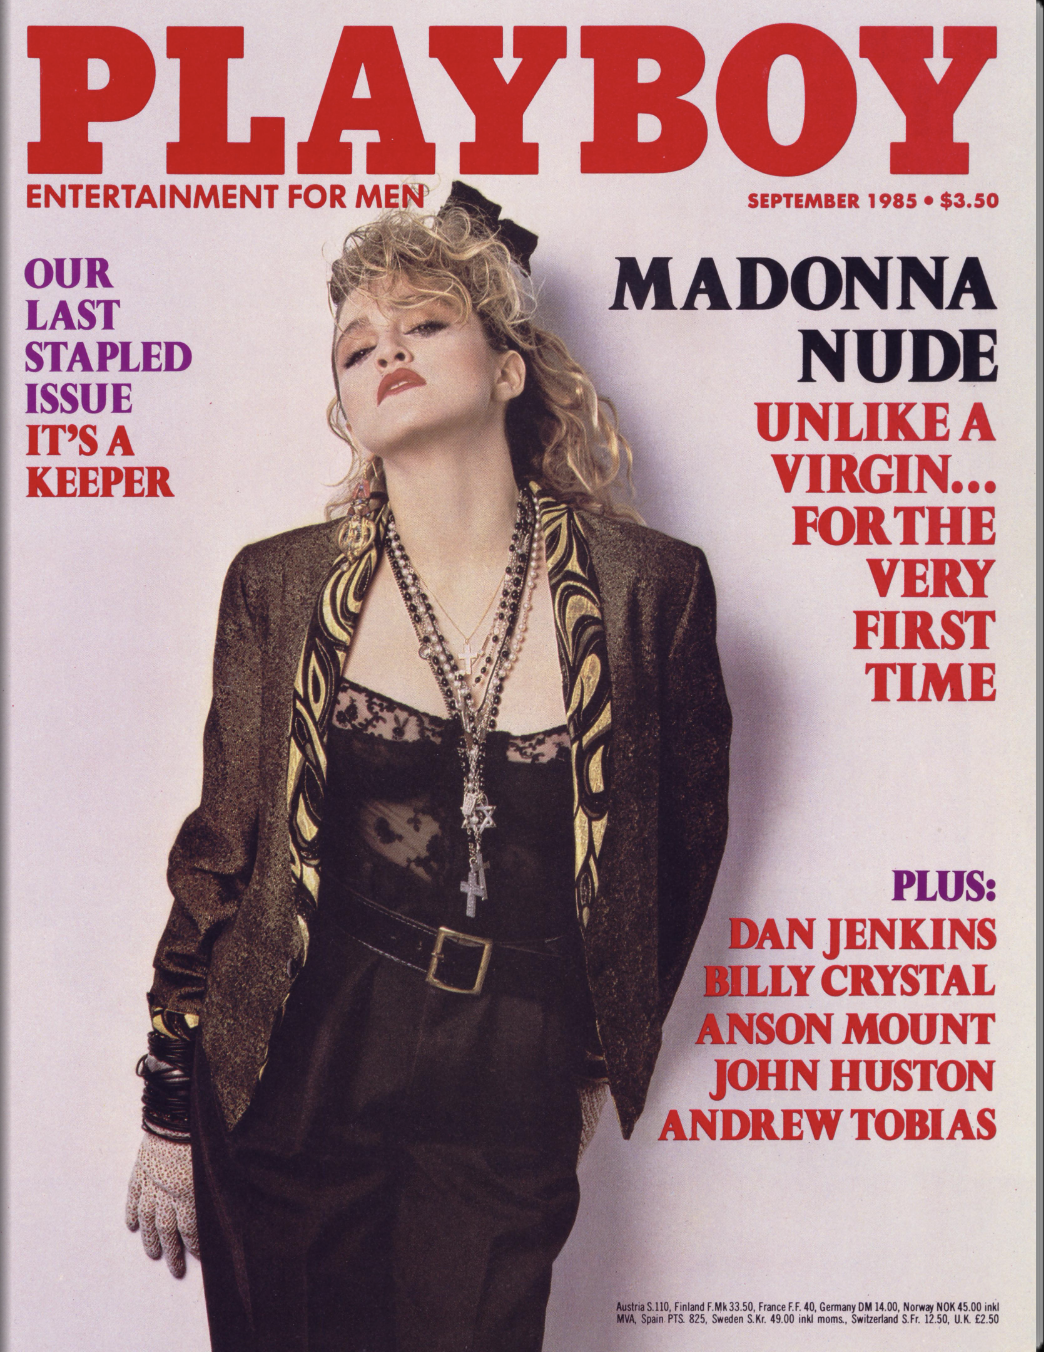 PLAYBOY
ENTERTAINMENT FOR MEN
SEPTEMBER 1985 • $3.50
OUR
LAST
STAPLED
ISSUE
IT'S A
KEEPER
MADONNA
NUDE
UNLIKE A
VIRGIN...
FOR THE
VERY
FIRST
TIME
PLUS:
DAN JENKINS
BILLY CRYSTAL
ANSON MOUNT
JOHN HUSTON
ANDREW TOBIAS
Austria S.110, Finland F.Mk 33.50, France F.F. 40, Germany DM 14.00, Norway NOK 45.00 inkl
MVA, Spain PTS. 825, Sweden S.Kr. 49.00 inkl moms., Switzerland S.Fr. 12.50, U.K. £2.50